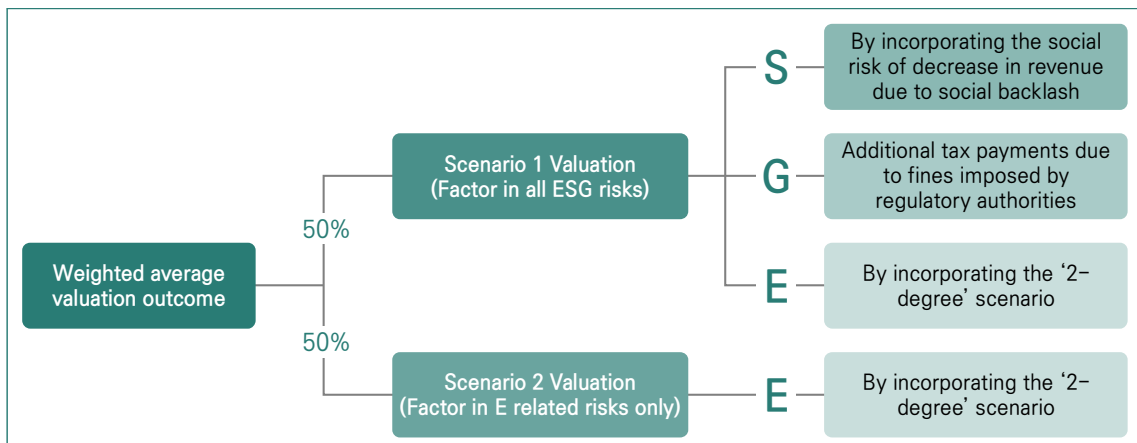 S
By incorporating the social
risk of decrease in revenue
due to social backlash
Scenario 1 Valuation
(Factor in all ESG risks)
G
Additional tax payments due
to fines imposed by
regulatory authorities
50%
Weighted average
valuation outcome
E
By incorporating the ‘2-
degree’ scenario
50%
Scenario 2 Valuation
(Factor in E related risks only)
E
By incorporating the ‘2-
degree’ scenario